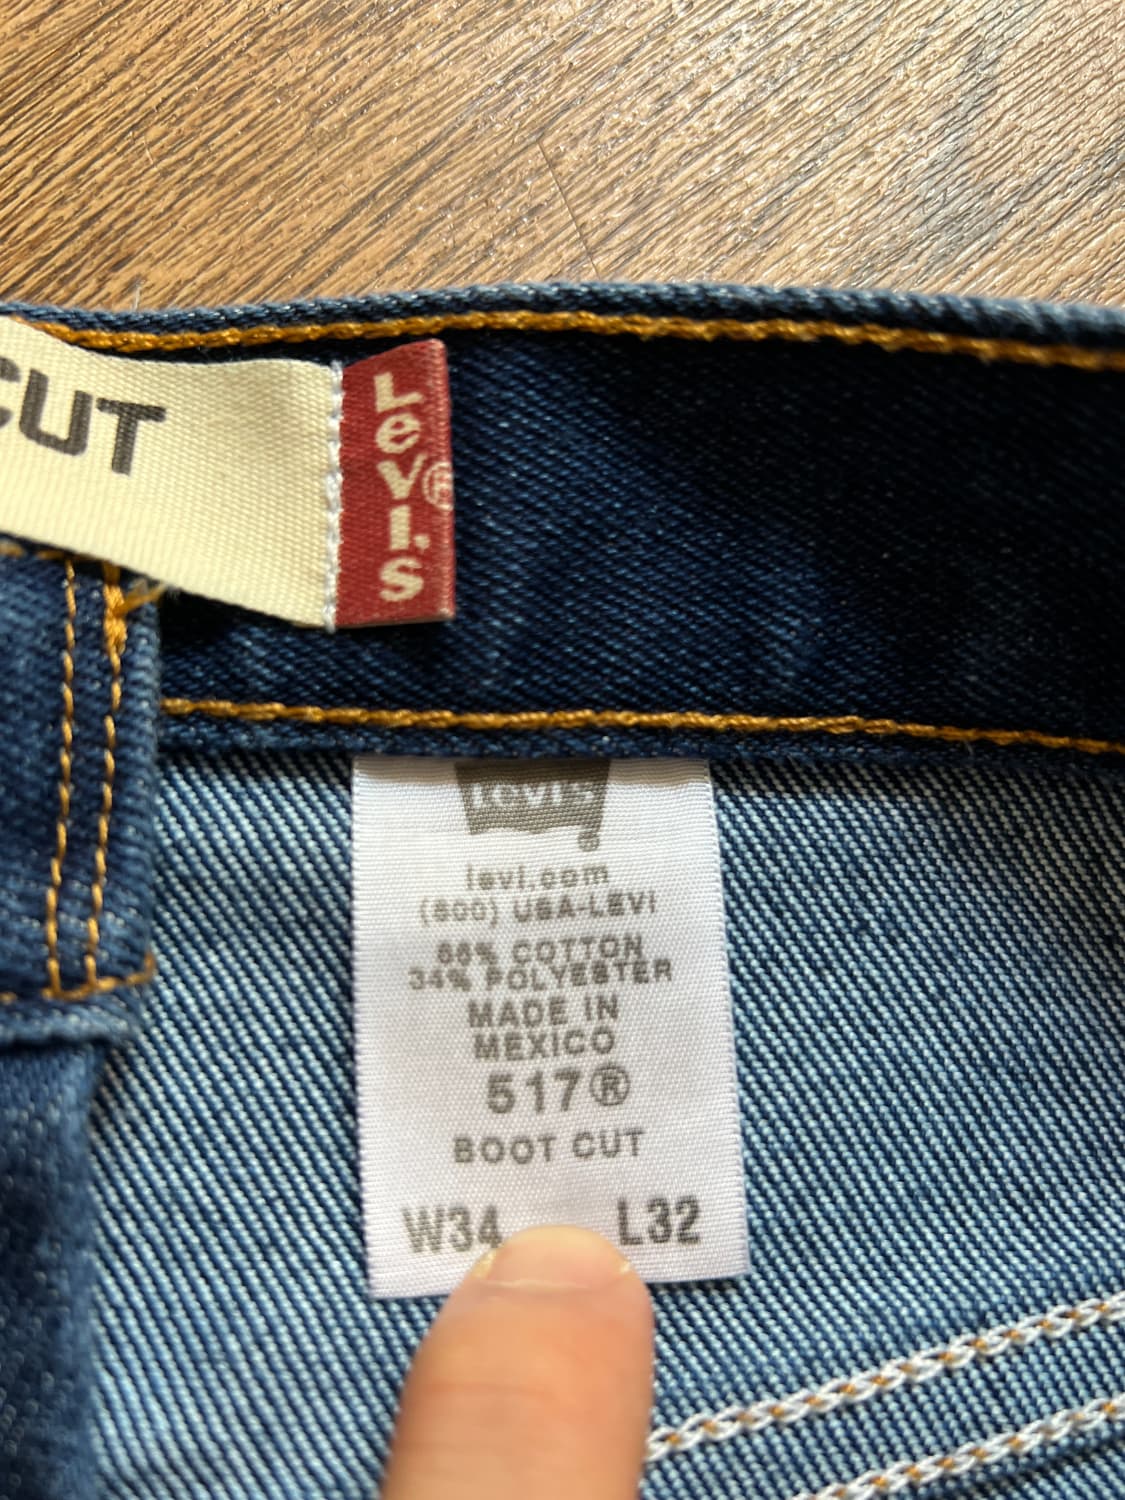 CUT
Levi's®
Levi's
®
levi.com
(800) USA-LEVI
66% COTTON
34% POLYESTER
MADE IN
MEXICO
517®
BOOT CUT
W34 L32